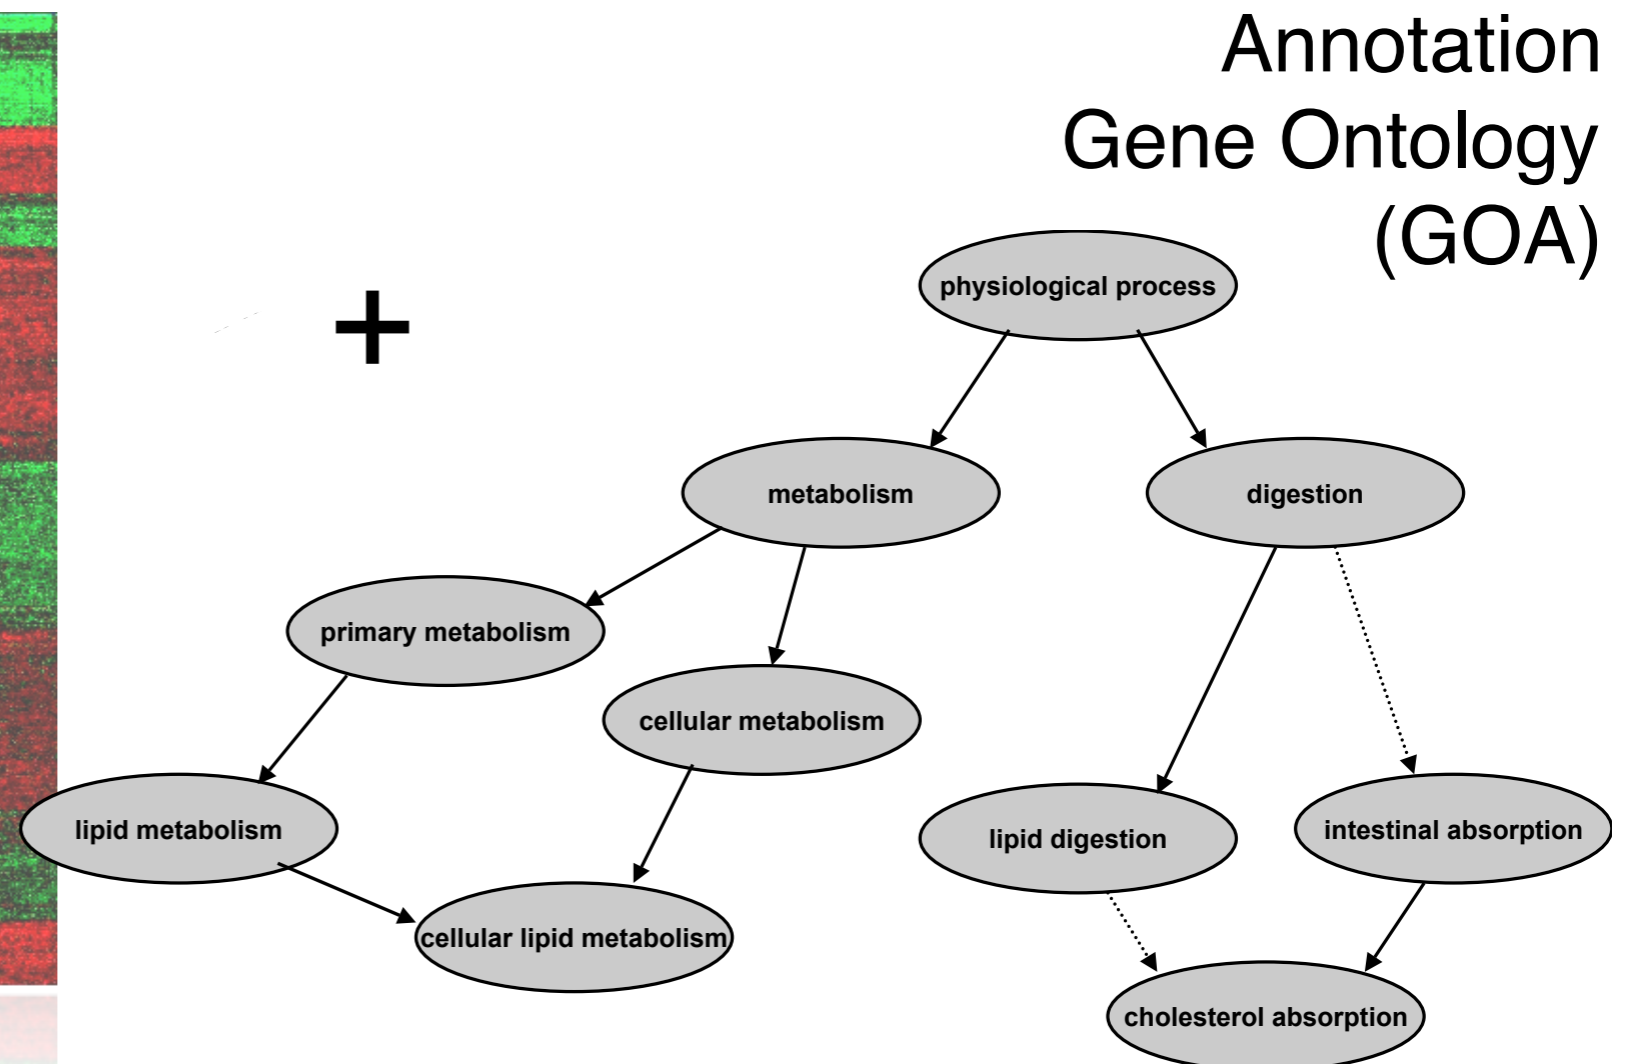 Annotation
Gene Ontology
(GOA)
+
physiological process
metabolism
digestion
primary metabolism
cellular metabolism
lipid metabolism
lipid digestion
intestinal absorption
cellular lipid metabolism
cholesterol absorption